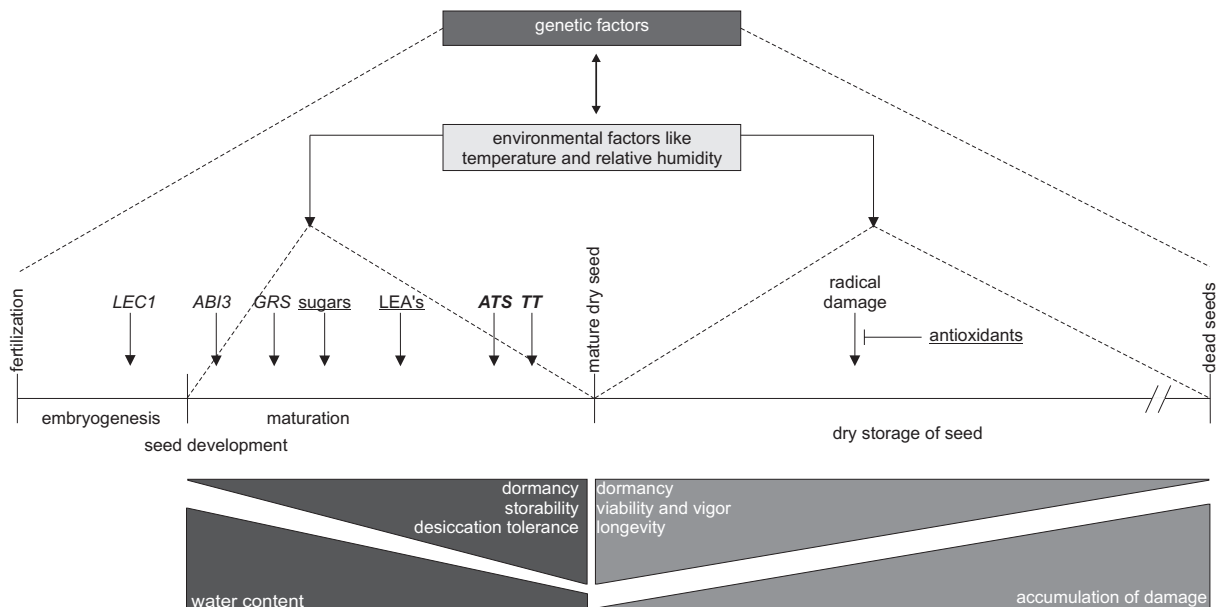 genetic factors
environmental factors like
temperature and relative humidity
fertilization
LEC1
ABI3
GRS
sugars
LEA's
ATS
TT
mature dry seed
radical
damage
antioxidants
dead seeds
embryogenesis
maturation
seed development
dry storage of seed
dormancy
storability
desiccation tolerance
water content
dormancy
viability and vigor
longevity
accumulation of damage